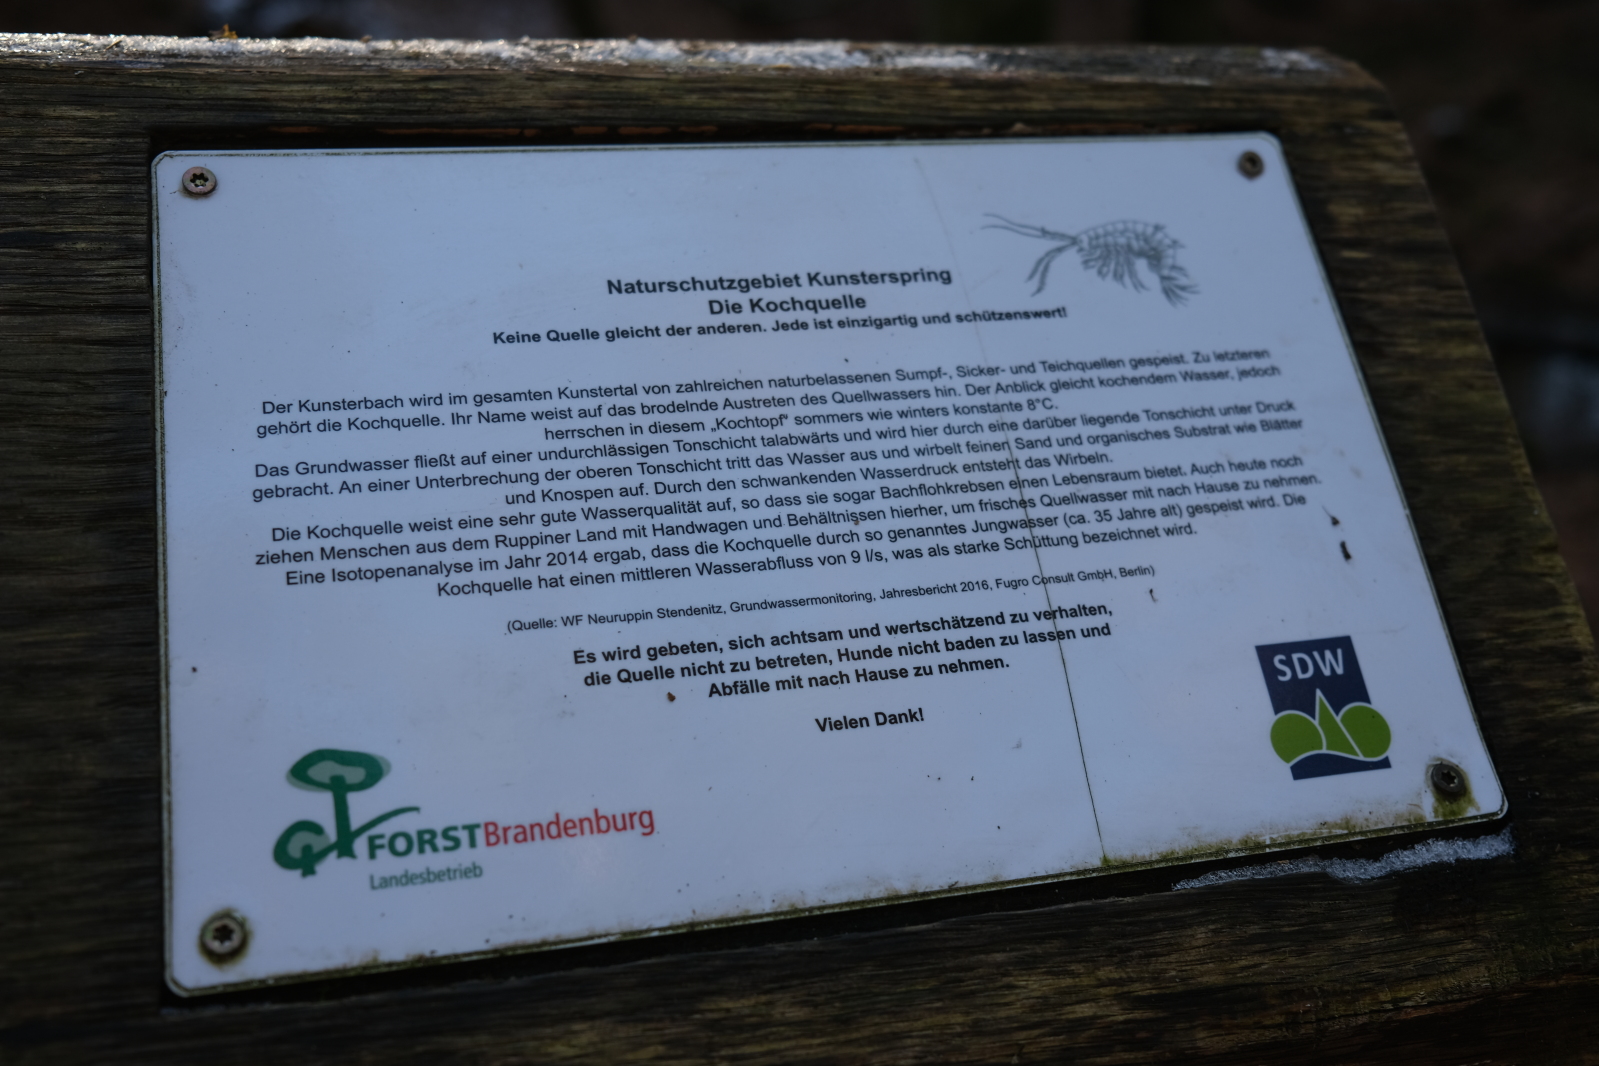 Naturschutzgebiet Kunsterspring
Die Kochquelle
Keine Quelle gleicht der anderen. Jede ist einzigartig und schützenswert!
Der Kunsterbach wird im gesamten Kunstertal von zahlreichen naturbelassenen Sumpf-, Sicker- und Teichquellen gespeist. Zu letzteren
gehört die Kochquelle. Ihr Name weist auf das brodelnde Austreten des Quellwassers hin. Der Anblick gleicht kochendem Wasser, jedoch
herrschen in diesem „Kochtopf“ sommers wie winters konstante 8°C.
Das Grundwasser fließt auf einer undurchlässigen Tonschicht talabwärts und wird hier durch eine darüber liegende Tonschicht unter Druck
gebracht. An einer Unterbrechung der oberen Tonschicht tritt das Wasser aus und wirbelt feinen Sand und organisches Substrat wie Blätter
und Knospen auf. Durch den schwankenden Wasserdruck entsteht das Wirbeln.
Die Kochquelle weist eine sehr gute Wasserqualität auf, so dass sie sogar Bachflohkrebsen einen Lebensraum bietet. Auch heute noch
ziehen Menschen aus dem Ruppiner Land mit Handwagen und Behältnissen hierher, um frisches Quellwasser mit nach Hause zu nehmen.
Eine Isotopenanalyse im Jahr 2014 ergab, dass die Kochquelle durch so genanntes Jungwasser (ca. 35 Jahre alt) gespeist wird. Die
Kochquelle hat einen mittleren Wasserabfluss von 9 l/s, was als starke Schüttung bezeichnet wird.
(Quelle: WF Neuruppin Stendenitz, Grundwassermonitoring, Jahresbericht 2016, Fugro Consult GmbH, Berlin)
Es wird gebeten, sich achtsam und wertschätzend zu verhalten,
die Quelle nicht zu betreten, Hunde nicht baden zu lassen und
Abfälle mit nach Hause zu nehmen.
Vielen Dank!
SDW
FORSTBrandenburg
Landesbetrieb